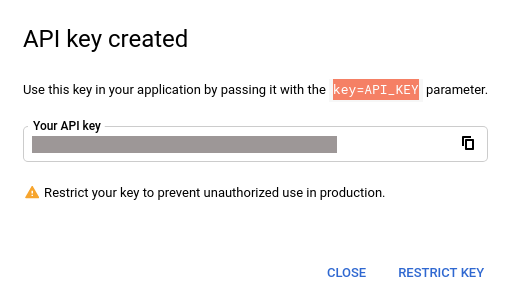 API key created
Use this key in your application by passing it with the key=API_KEY parameter.
Your API key
Restrict your key to prevent unauthorized use in production.
CLOSE RESTRICT KEY